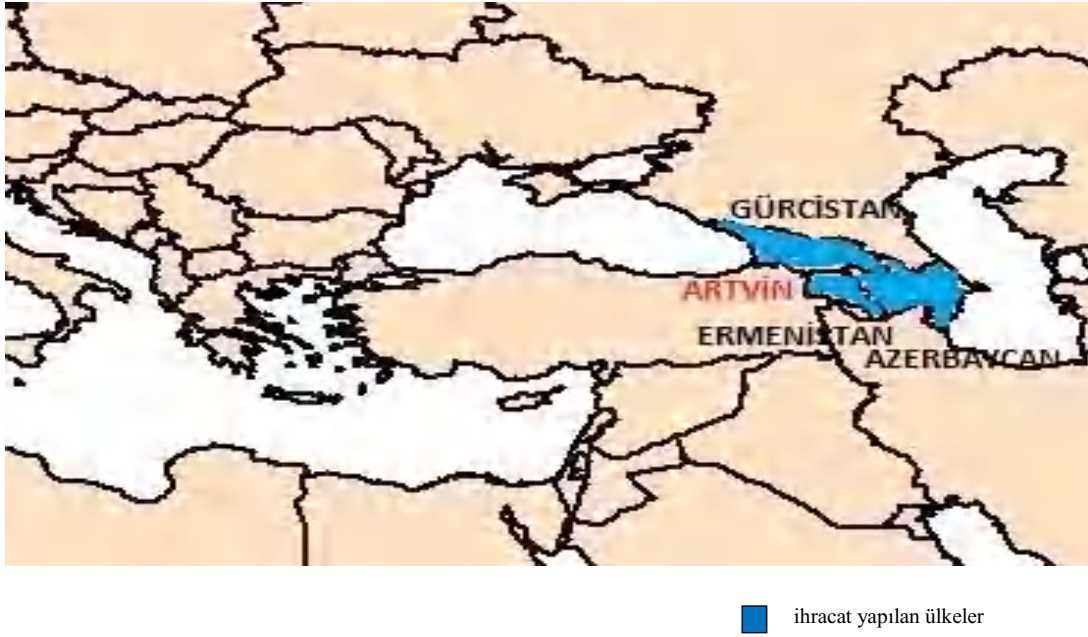 GÜRCİSTAN
ARTVİN
ERMENİSTAN
AZERBAYCAN
ihracat yapılan ülkeler